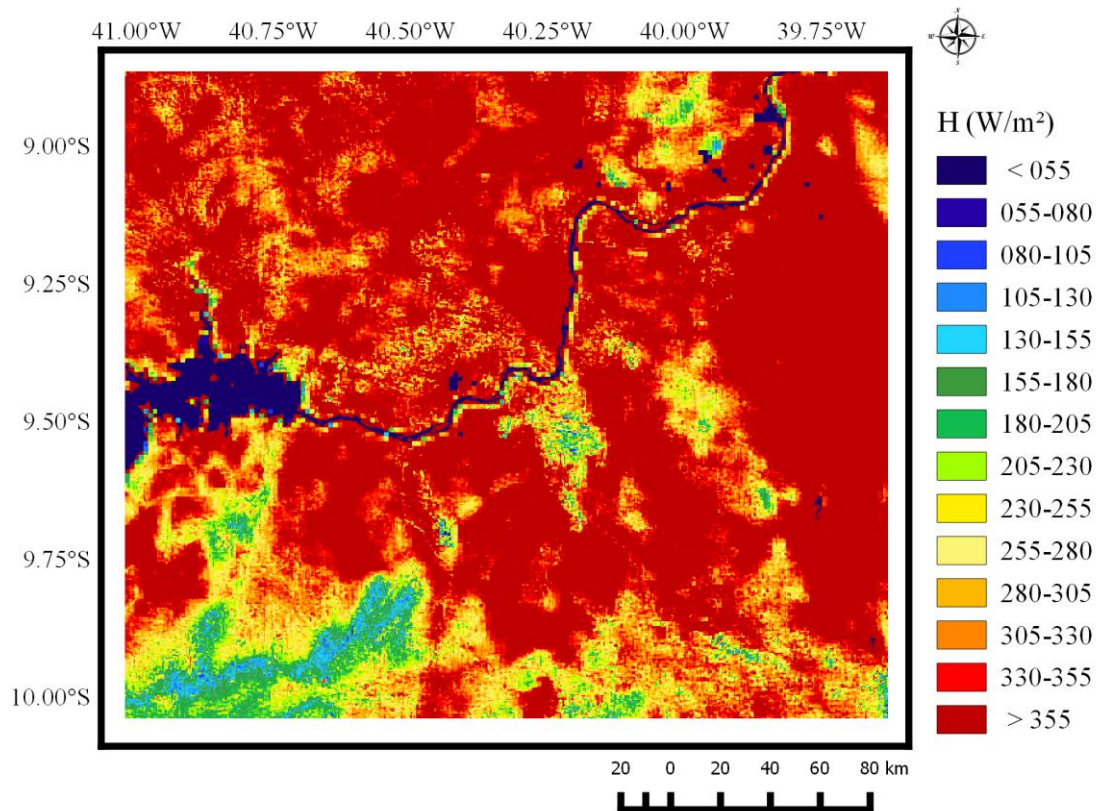 41.00°W 40.75°W 40.50°W 40.25°W 40.00°W 39.75°W
N
W E
S
9.00°S
9.25°S
9.50°S
9.75°S
10.00°S
H (W/m²)
< 055
055-080
080-105
105-130
130-155
155-180
180-205
205-230
230-255
255-280
280-305
305-330
330-355
> 355
20 0 20 40 60 80 km